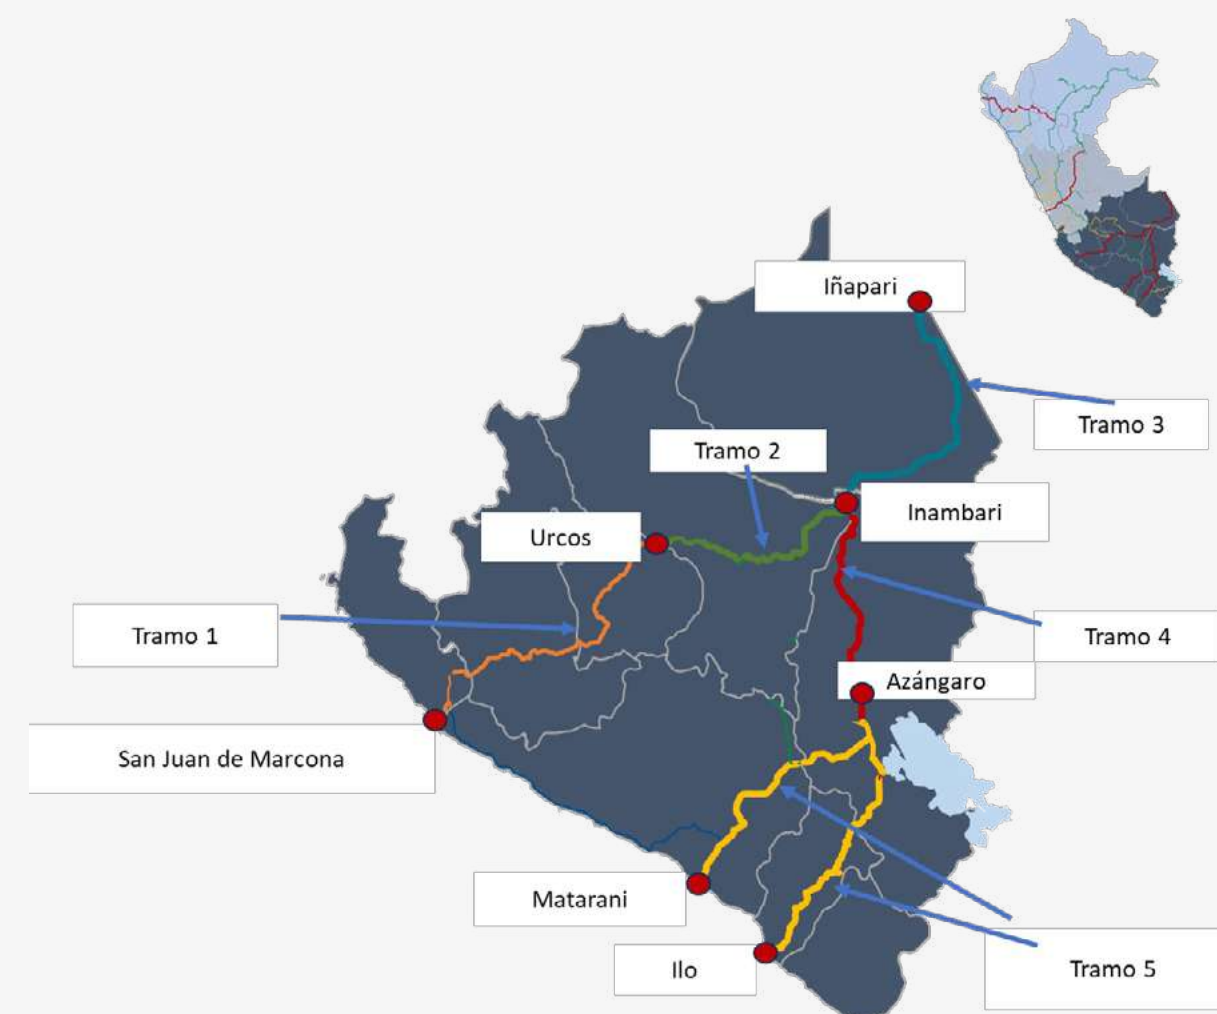 Iñapari
Tramo 3
Tramo 2
Inambari
Urcos
Tramo 1
Tramo 4
Azángaro
San Juan de Marcona
Matarani
Tramo 5
Ilo